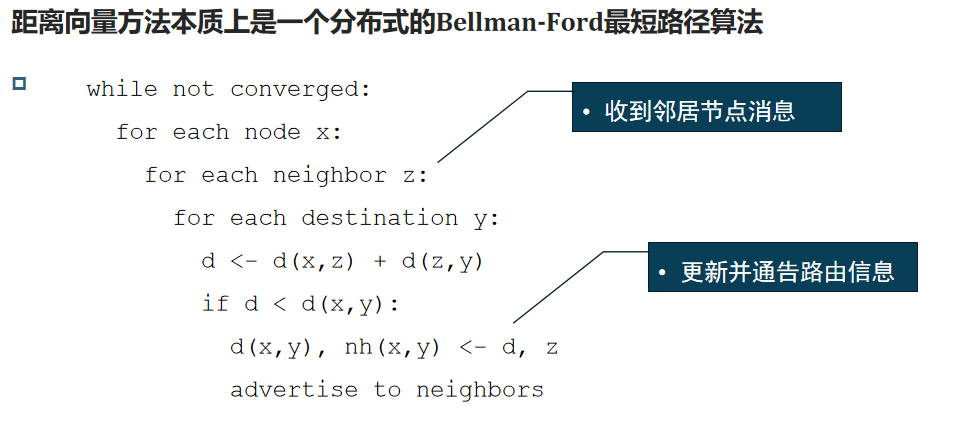 距离向量方法本质上是一个分布式的Bellman-Ford最短路径算法
while not converged:
• 收到邻居节点消息
for each node x:
for each neighbor z:
for each destination y:
d <- d(x,z) + d(z,y)
• 更新并通告路由信息
if d < d(x,y):
d(x,y), nh(x,y) <- d, z
advertise to neighbors